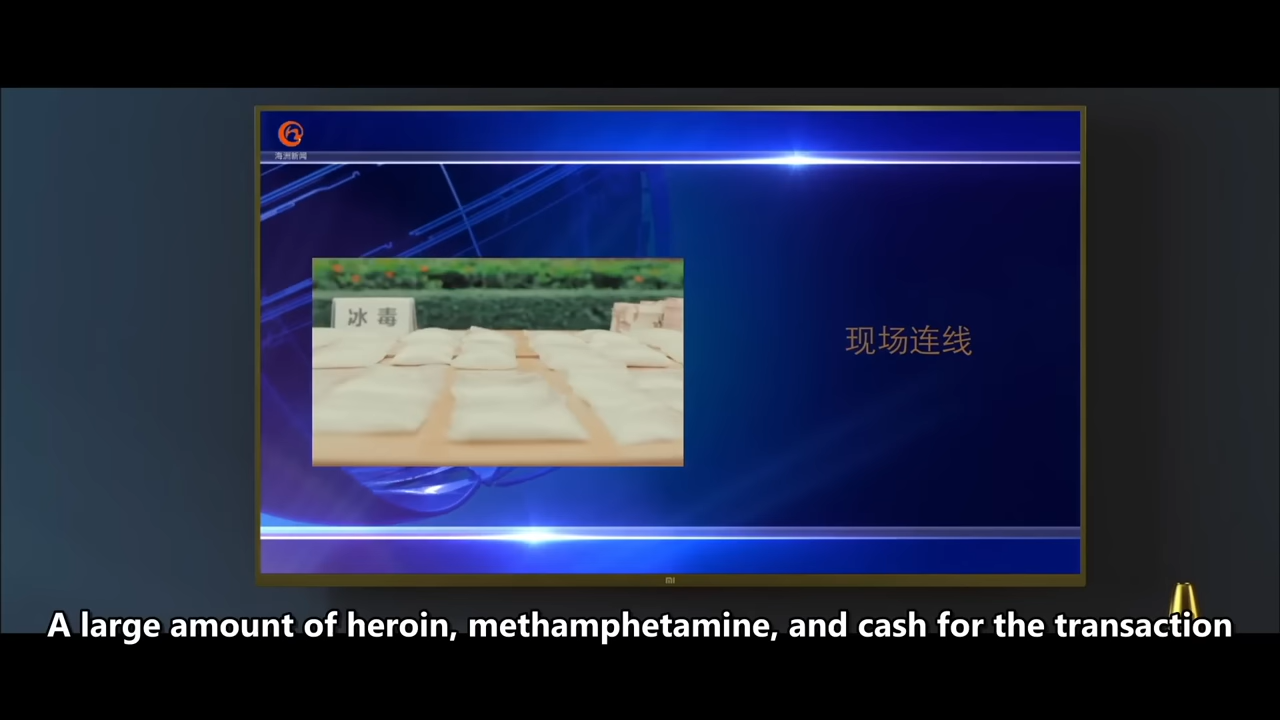 海洲新闻
冰毒
现场连线
mi
A large amount of heroin, methamphetamine, and cash for the transaction